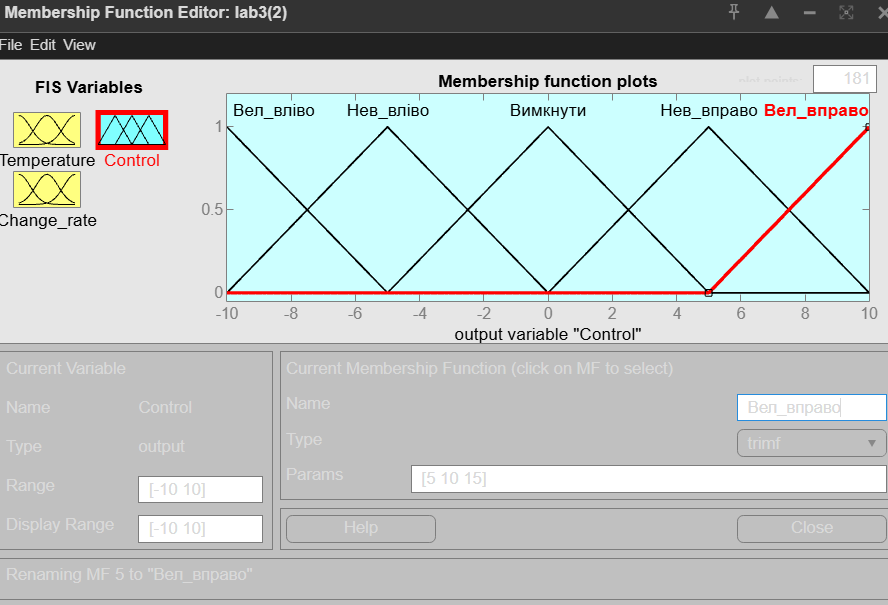 Membership Function Editor: lab3(2)
File Edit View
FIS Variables
Temperature
Control
Change_rate
Membership function plots
plot points:
181
Вел_вліво
Нев_вліво
Вимкнути
Нев_вправо
Вел_вправо
1
0.5
0
-10 -8 -6 -4 -2 0 2 4 6 8 10
output variable "Control"
Current Variable
Name Control
Type output
Range [-10 10]
Display Range [-10 10]
Current Membership Function (click on MF to select)
Name Вел_вправо
Type trimf
Params [5 10 15]
Help Close
Renaming MF 5 to "Вел_вправо"